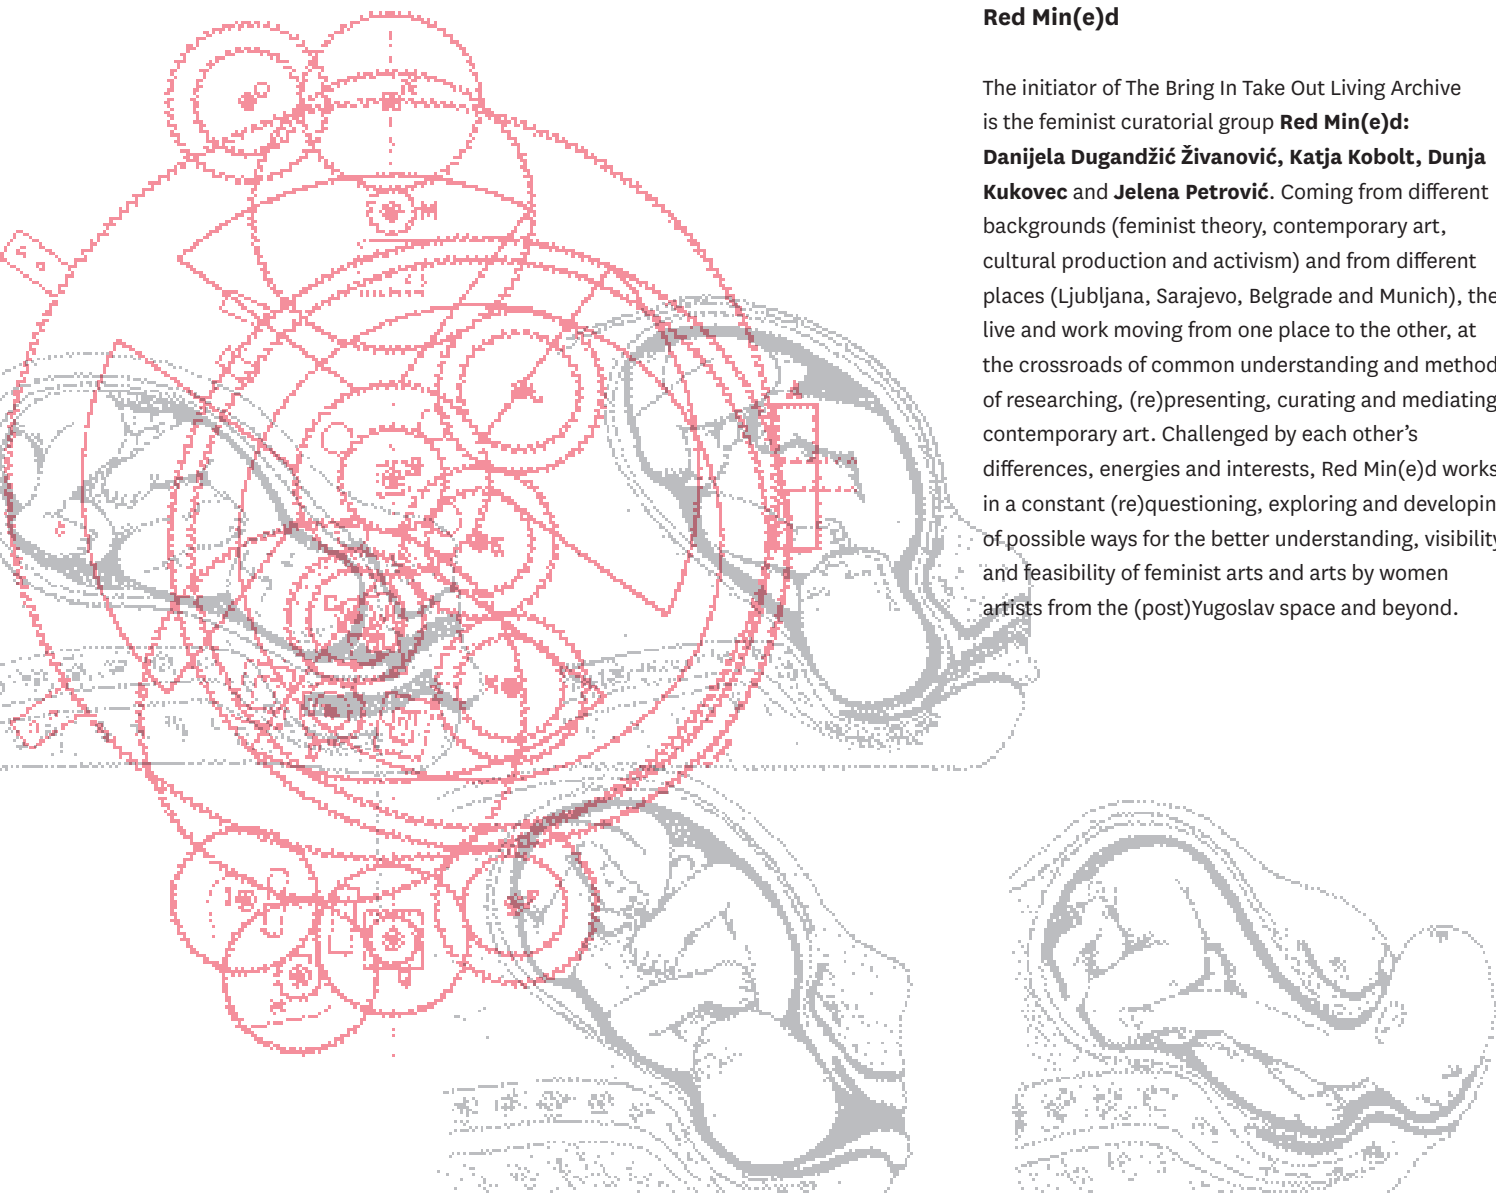 Red Min(e)d
The initiator of The Bring In Take Out Living Archive
is the feminist curatorial group Red Min(e)d:
Danijela Dugandžić Živanović, Katja Kobolt, Dunja
Kukovec and Jelena Petrović. Coming from different
backgrounds (feminist theory, contemporary art,
cultural production and activism) and from different
places (Ljubljana, Sarajevo, Belgrade and Munich), the
live and work moving from one place to the other, at
the crossroads of common understanding and method
of researching, (re)presenting, curating and mediating
contemporary art. Challenged by each other’s
differences, energies and interests, Red Min(e)d works
in a constant (re)questioning, exploring and developin
of possible ways for the better understanding, visibility
and feasibility of feminist arts and arts by women
artists from the (post)Yugoslav space and beyond.